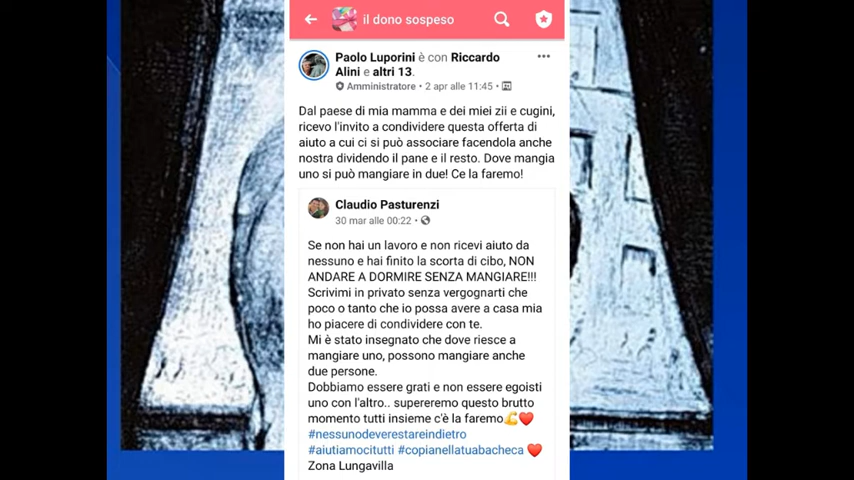 il dono sospeso
Paolo Luporini è con Riccardo
Alini e altri 13.
Amministratore • 2 apr alle 11:45 •
Dal paese di mia mamma e dei miei zii e cugini,
ricevo l'invito a condividere questa offerta di
aiuto a cui ci si può associare facendola anche
nostra dividendo il pane e il resto. Dove mangia
uno si può mangiare in due! Ce la faremo!
Claudio Pasturenzi
30 mar alle 00:22 •
Se non hai un lavoro e non ricevi aiuto da
nessuno e hai finito la scorta di cibo, NON
ANDARE A DORMIRE SENZA MANGIARE!!!
Scrivimi in privato senza vergognarti che
poco o tanto che io possa avere a casa mia
ho piacere di condividere con te.
Mi è stato insegnato che dove riesce a
mangiare uno, possono mangiare anche
due persone.
Dobbiamo essere grati e non essere egoisti
uno con l'altro.. supereremo questo brutto
momento tutti insieme c'è la faremo💪❤️
#nessunodeverestareindietro
#aiutiamocitutti #copianellatuabacheca ❤️
Zona Lungavilla